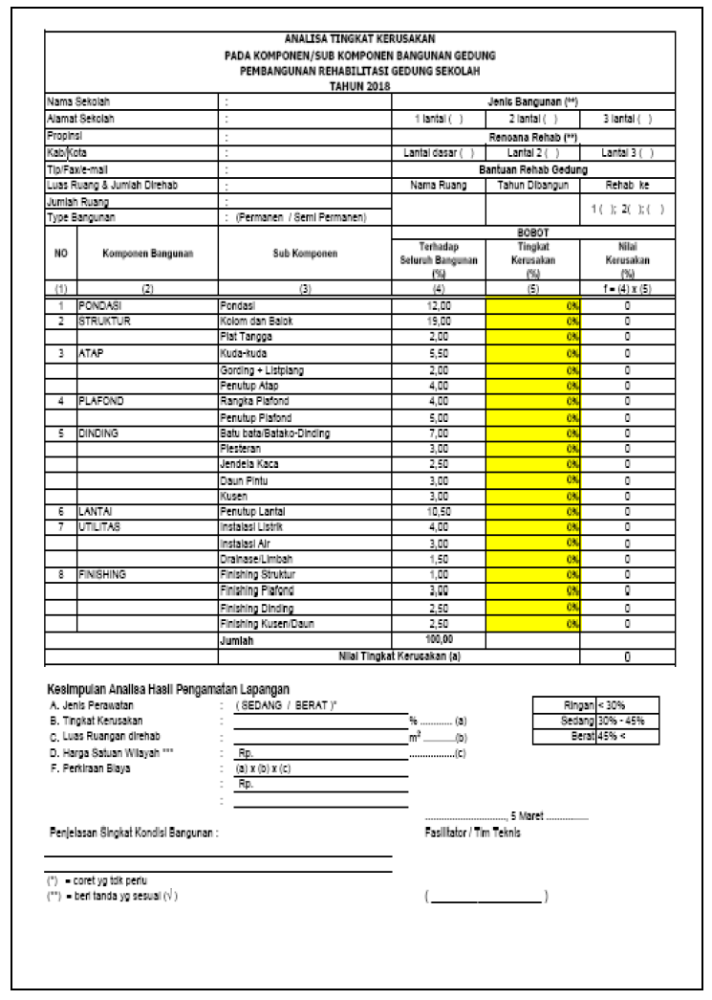 ANALISA TINGKAT KERUSAKAN
PADA KOMPONEN/SUB KOMPONEN BANGUNAN GEDUNG
PEMBANGUNAN REHABILITASI GEDUNG SEKOLAH
TAHUN 2018
Nama Sekolah : Jenis Bangunan (**)
Alamat Sekolah : 1 lantai ( ) 2 lantai ( ) 3 lantai ( )
Propinsi : Rencana Rehab (**)
Kab/Kota : Lantai dasar ( ) Lantai 2 ( ) Lantai 3 ( )
Tlp/Fax/e-mail : Bantuan Rehab Gedung
Luas Ruang & Jumlah Direhab : Nama Ruang Tahun Dibangun Rehab ke
Jumlah Ruang : 1 ( ); 2( );( )
Type Bangunan : (Permanen / Semi Permanen)
NO Komponen Bangunan Sub Komponen BOBOT
Terhadap Seluruh Bangunan (%) Tingkat Kerusakan (%) Nilai Kerusakan (%)
(1) (2) (3) (4) (5) f = (4) x (5)
1 PONDASI Pondasi 12,00 0% 0
2 STRUKTUR Kolom dan Balok 19,00 0% 0
Plat Tangga 2,00 0% 0
3 ATAP Kuda-kuda 5,50 0% 0
Gording + Listplang 2,00 0% 0
Penutup Atap 4,00 0% 0
4 PLAFOND Rangka Plafond 4,00 0% 0
Penutup Plafond 5,00 0% 0
5 DINDING Batu bata/Batako-Dinding 7,00 0% 0
Plesteran 3,00 0% 0
Jendela Kaca 2,50 0% 0
Daun Pintu 3,00 0% 0
Kusen 3,00 0% 0
6 LANTAI Penutup Lantai 10,50 0% 0
7 UTILITAS Instalasi Listrik 4,00 0% 0
Instalasi Air 3,00 0% 0
Drainase/Limbah 1,50 0% 0
8 FINISHING Finishing Struktur 1,00 0% 0
Finishing Plafond 3,00 0% 0
Finishing Dinding 2,50 0% 0
Finishing Kusen/Daun 2,50 0% 0
Jumlah 100,00
Nilai Tingkat Kerusakan (a) 0
Kesimpulan Analisa Hasil Pengamatan Lapangan
A. Jenis Perawatan : ( SEDANG / BERAT )* Ringan < 30%
B. Tingkat Kerusakan : % ............ (a) Sedang 30% - 45%
C. Luas Ruangan direhab : m² ...........(b) Berat 45% <
D. Harga Satuan Wilayah *** : Rp. ................(c)
F. Perkiraan Biaya : (a) x (b) x (c)
: Rp.
:
............................., 5 Maret ...............
Penjelasan Singkat Kondisi Bangunan : Fasilitator / Tim Teknis
(*) = coret yg tdk perlu
(**) = beri tanda yg sesuai (√ )
( ____________________ )